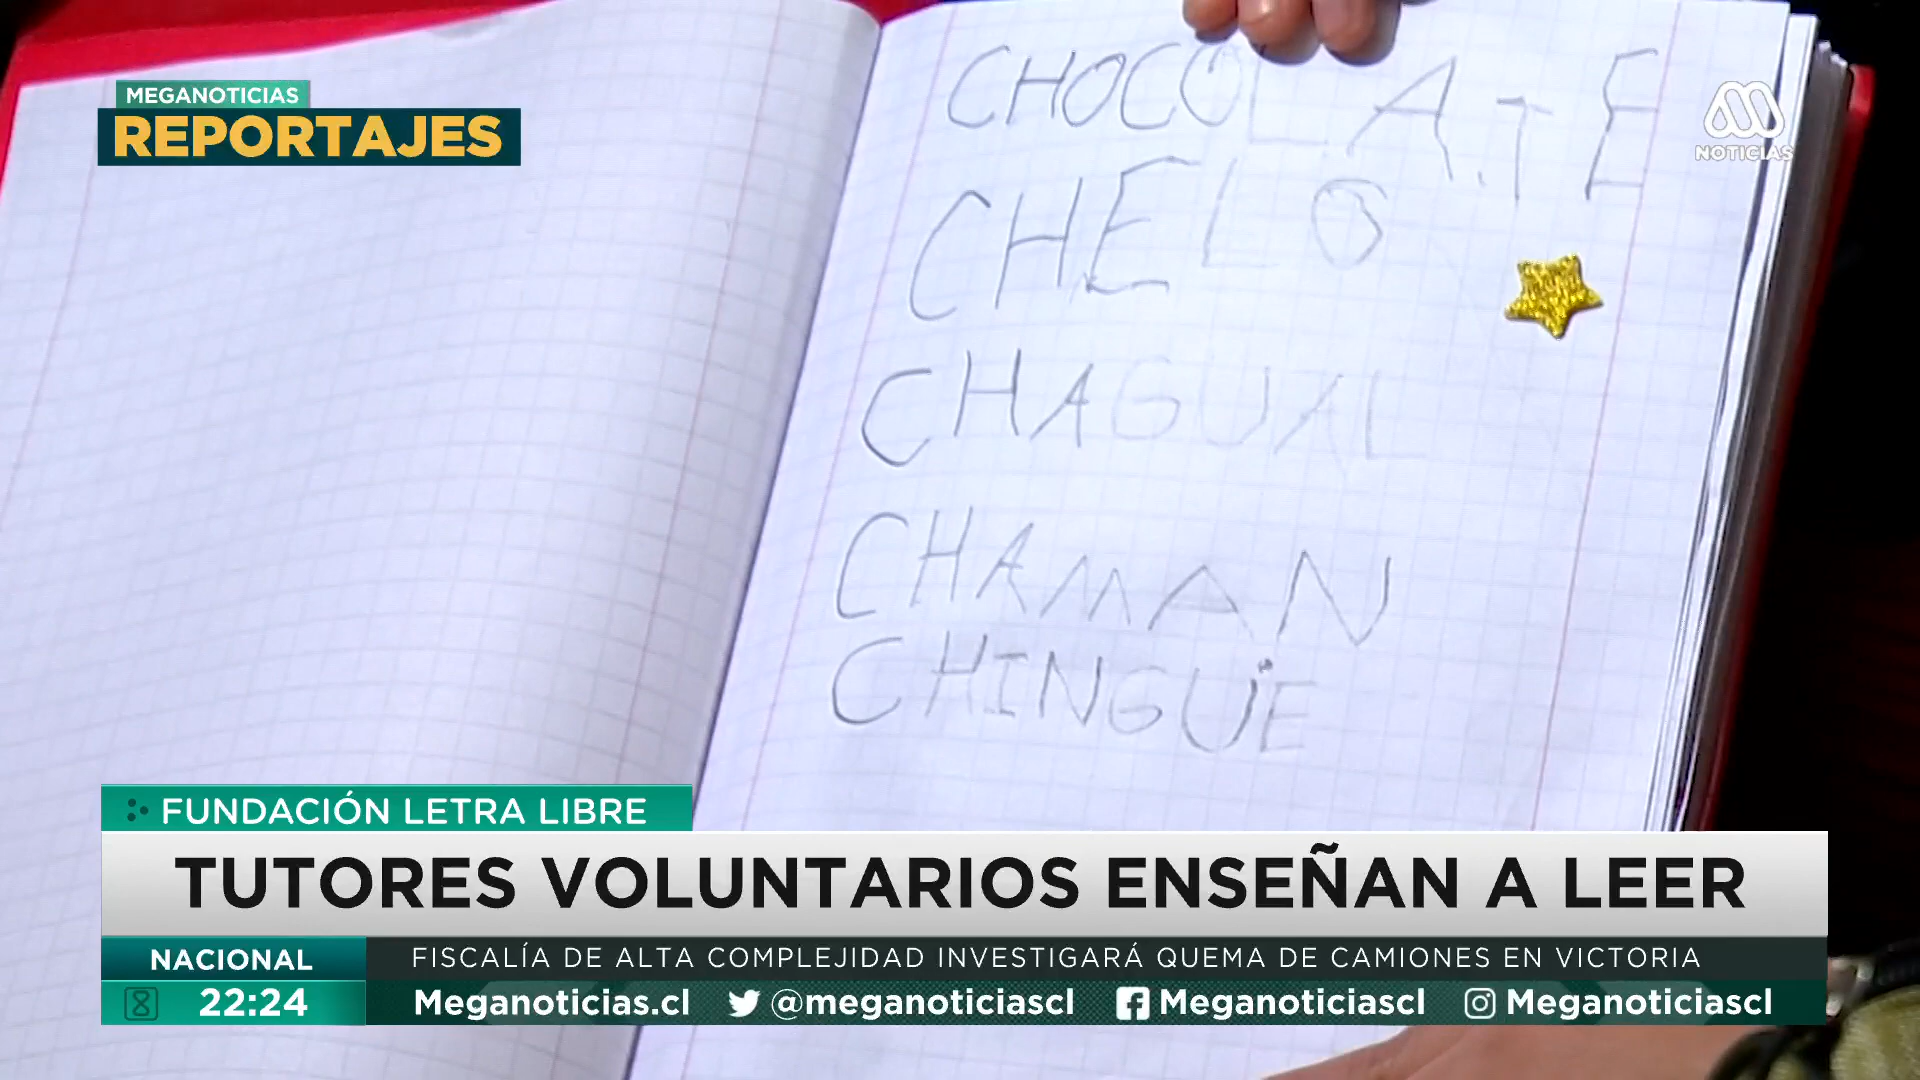 MEGANOTICIAS
REPORTAJES
NOTICIAS
CHOCOLATE
CHELO
CHAGUAL
CHAMAN
CHINGUE
FUNDACIÓN LETRA LIBRE
TUTORES VOLUNTARIOS ENSEÑAN A LEER
NACIONAL
FISCALÍA DE ALTA COMPLEJIDAD INVESTIGARÁ QUEMA DE CAMIONES EN VICTORIA
22:24
Meganoticias.cl @meganoticiascl Meganoticiascl Meganoticiascl